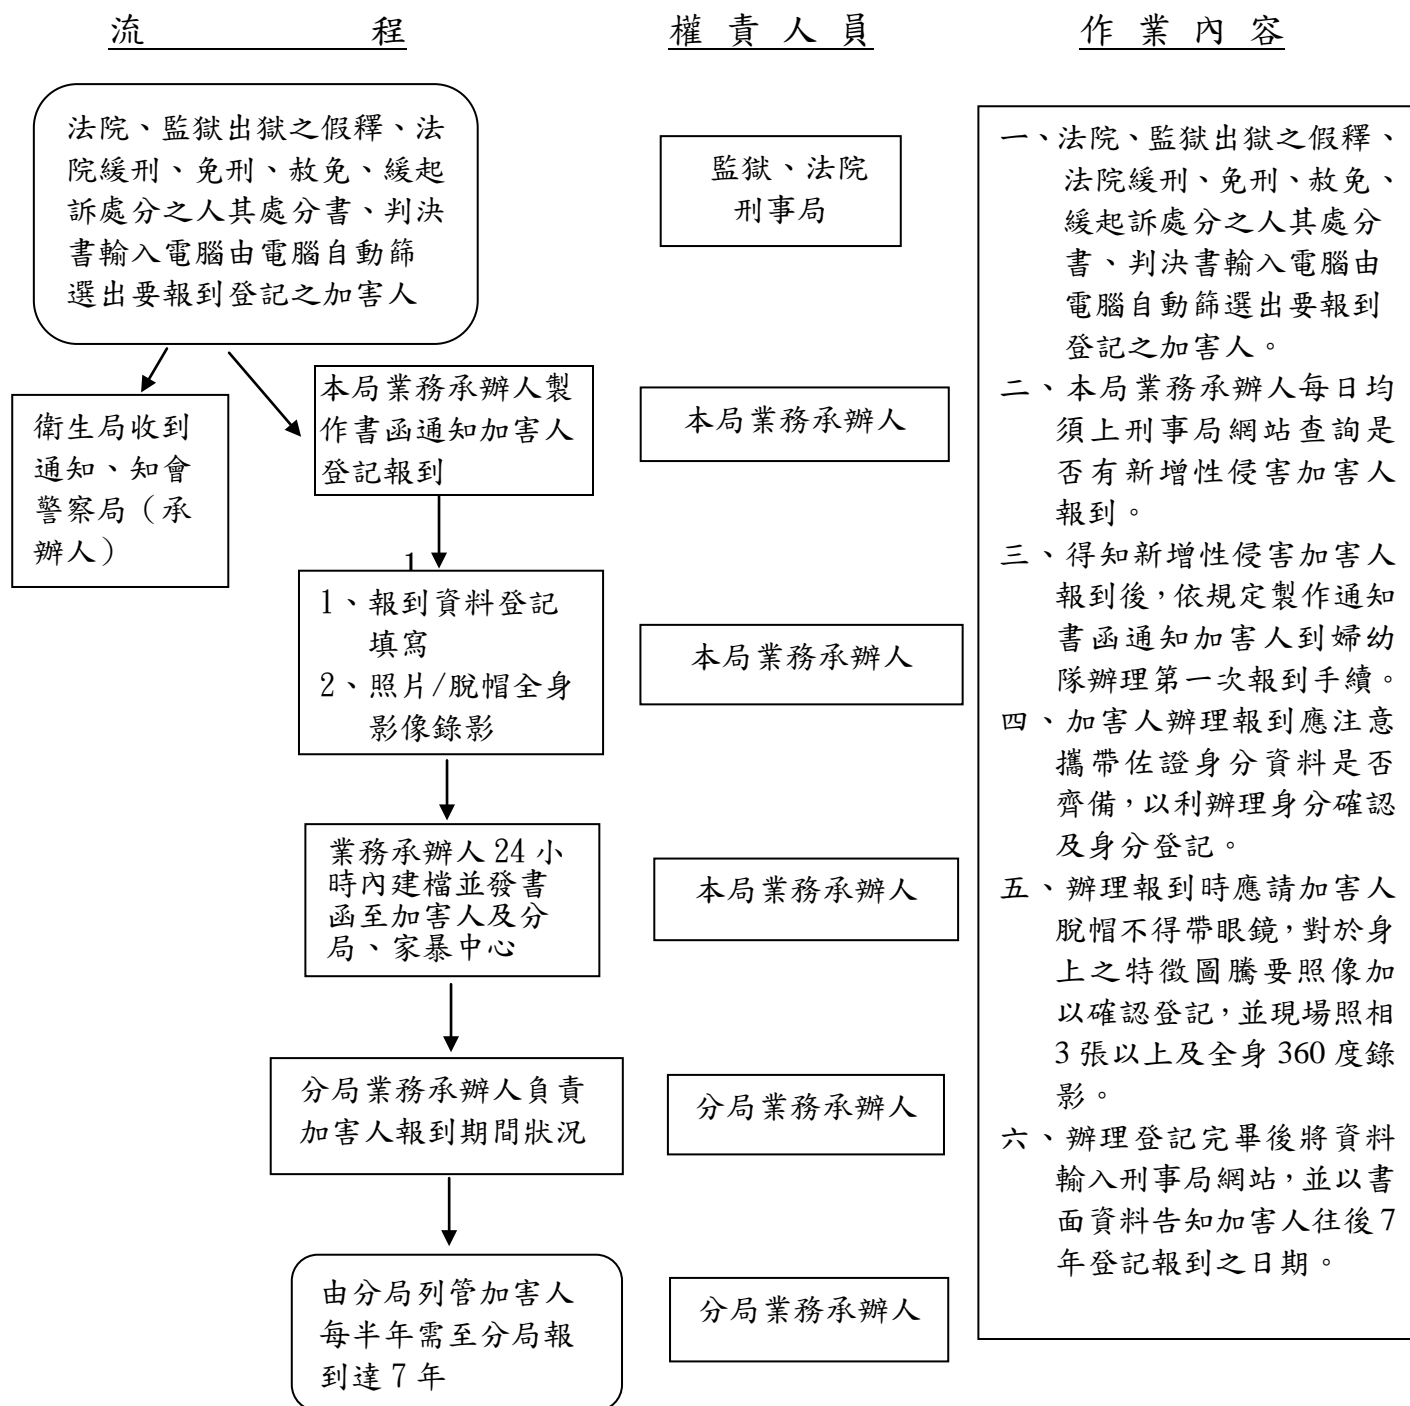 流程
權責人員
作業內容
法院、監獄出獄之假釋、法
院緩刑、免刑、赦免、緩起
訴處分之人其處分書、判決
書輸入電腦由電腦自動篩
選出要報到登記之加害人
監獄、法院
刑事局
衛生局收到
通知、知會
警察局（承
辦人）
本局業務承辦人製
作書函通知加害人
登記報到
本局業務承辦人
1
1、報到資料登記
填寫
2、照片/脫帽全身
影像錄影
本局業務承辦人
業務承辦人24小
時內建檔並發書
函至加害人及分
局、家暴中心
本局業務承辦人
分局業務承辦人負責
加害人報到期間狀況
分局業務承辦人
由分局列管加害人
每半年需至分局報
到達7年
分局業務承辦人
一、法院、監獄出獄之假釋、
法院緩刑、免刑、赦免、
緩起訴處分之人其處分
書、判決書輸入電腦由
電腦自動篩選出要報到
登記之加害人。
二、本局業務承辦人每日均
須上刑事局網站查詢是
否有新增性侵害加害人
報到。
三、得知新增性侵害加害人
報到後，依規定製作通知
書函通知加害人到婦幼
隊辦理第一次報到手續。
四、加害人辦理報到應注意
攜帶佐證身分資料是否
齊備，以利辦理身分確認
及身分登記。
五、辦理報到時應請加害人
脫帽不得帶眼鏡，對於身
上之特徵圖騰要照像加
以確認登記，並現場照相
3張以上及全身360度錄
影。
六、辦理登記完畢後將資料
輸入刑事局網站，並以書
面資料告知加害人往後7
年登記報到之日期。